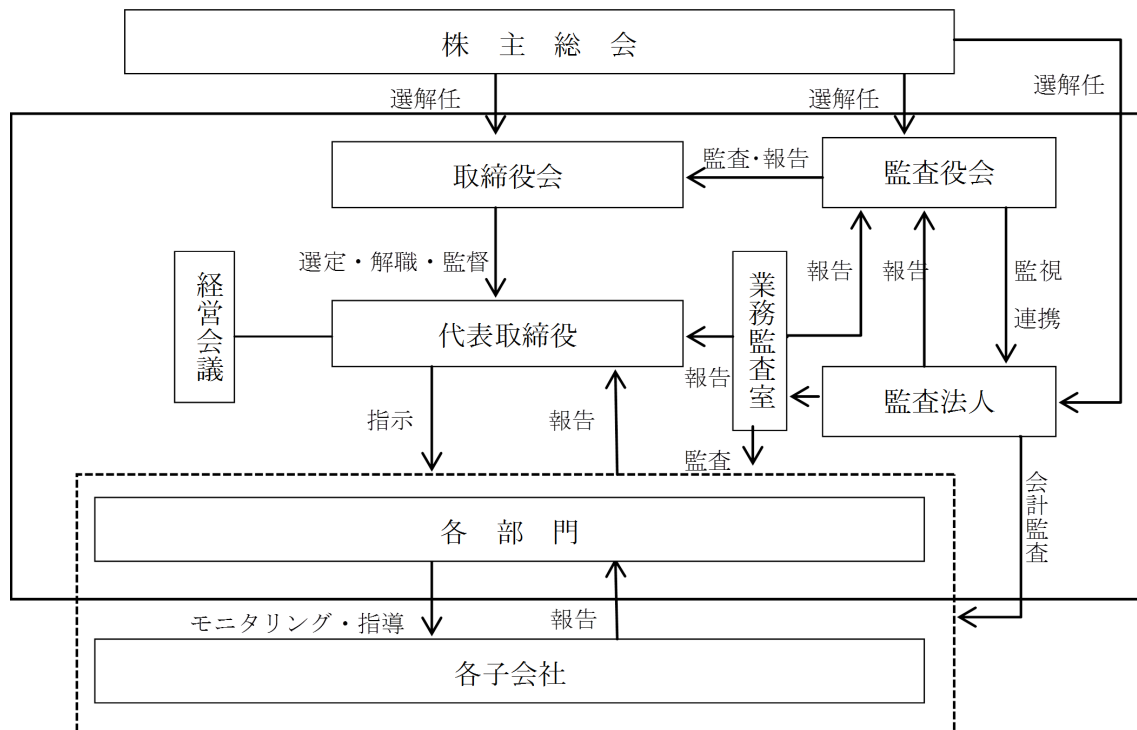 株 主 総 会
選解任
選解任
選解任
取締役会
監査・報告
監査役会
選定・解職・監督
報告
報告
監視
連携
経営会議
代表取締役
報告
業務監査室
監査法人
指示
報告
監査
会計監査
各 部 門
モニタリング・指導
報告
各子会社